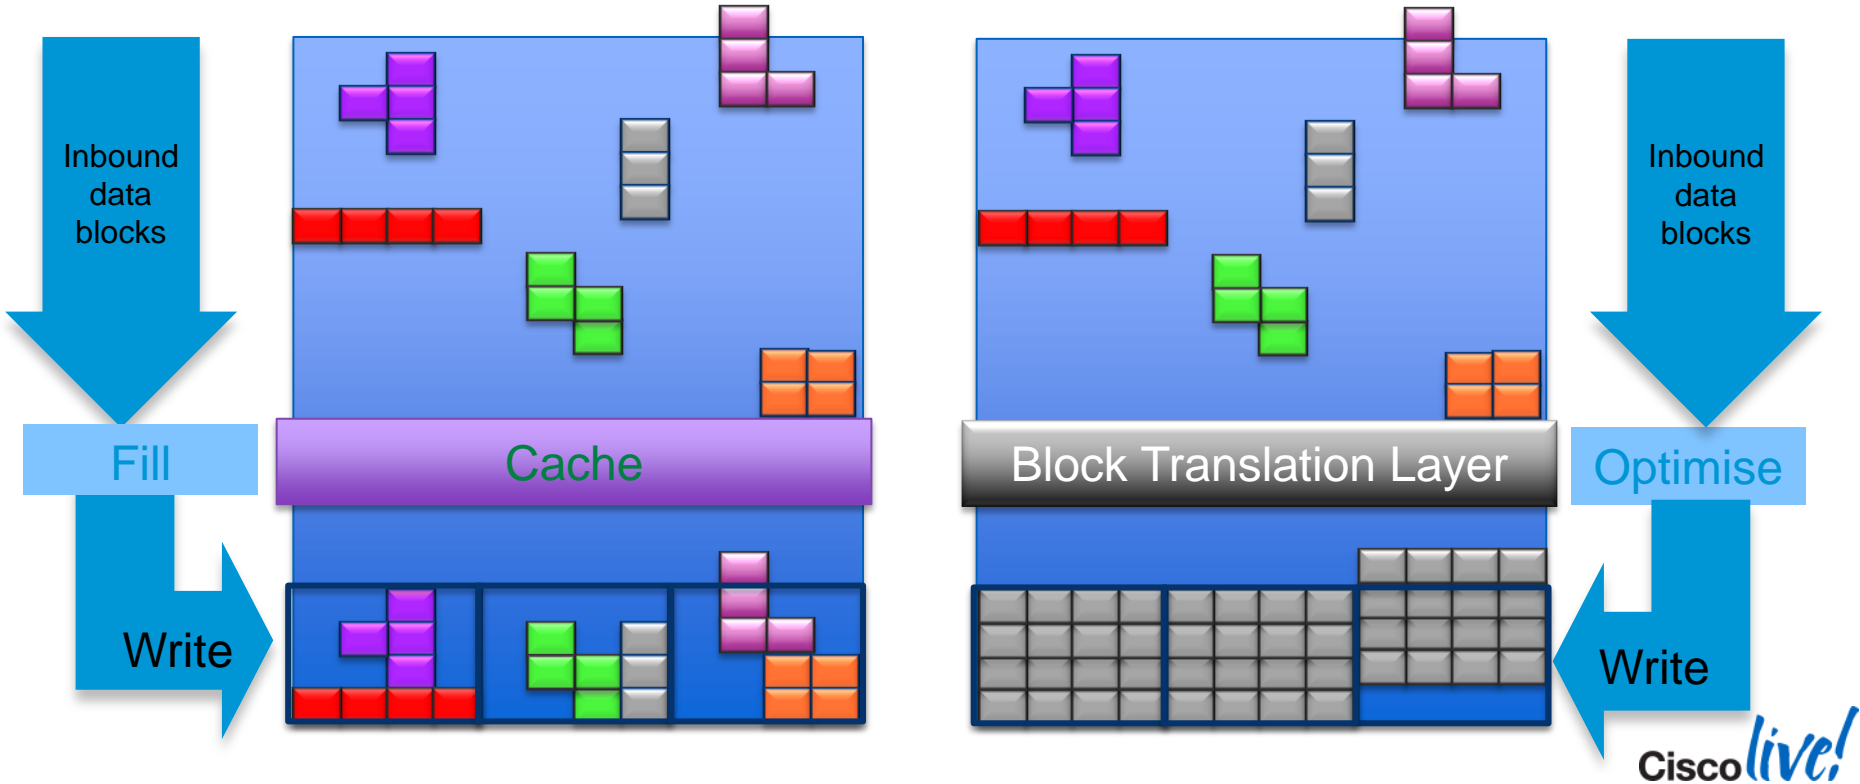 Inbound
data
blocks
Fill
Write
Cache
Block Translation Layer
Inbound
data
blocks
Optimise
Write
Cisco live!